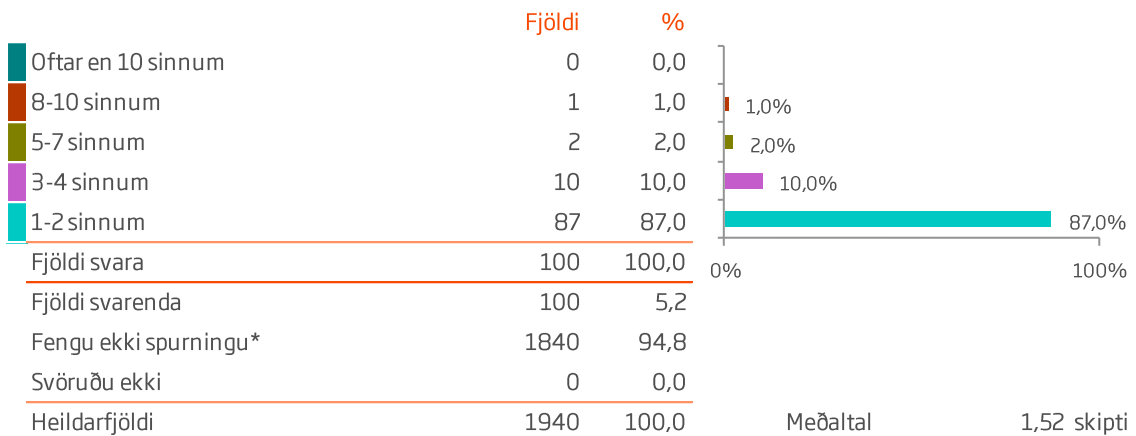 Fjöldi %
Oftar en 10 sinnum 0 0,0
8-10 sinnum 1 1,0 1,0%
5-7 sinnum 2 2,0 2,0%
3-4 sinnum 10 10,0 10,0%
1-2 sinnum 87 87,0 87,0%
Fjöldi svara 100 100,0 0% 100%
Fjöldi svarenda 100 5,2
Fengu ekki spurningu* 1840 94,8
Svöruðu ekki 0 0,0
Heildarfjöldi 1940 100,0 Meðaltal 1,52 skipti